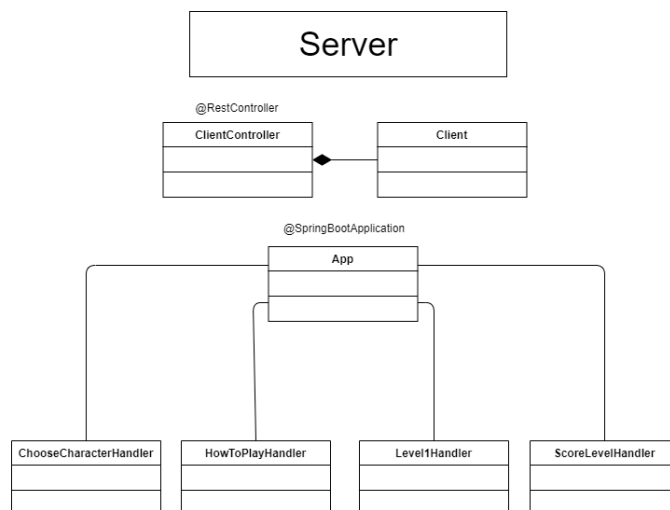 Server
@RestController
ClientController
Client
@SpringBootApplication
App
ChooseCharacterHandler
HowToPlayHandler
Level1Handler
ScoreLevelHandler